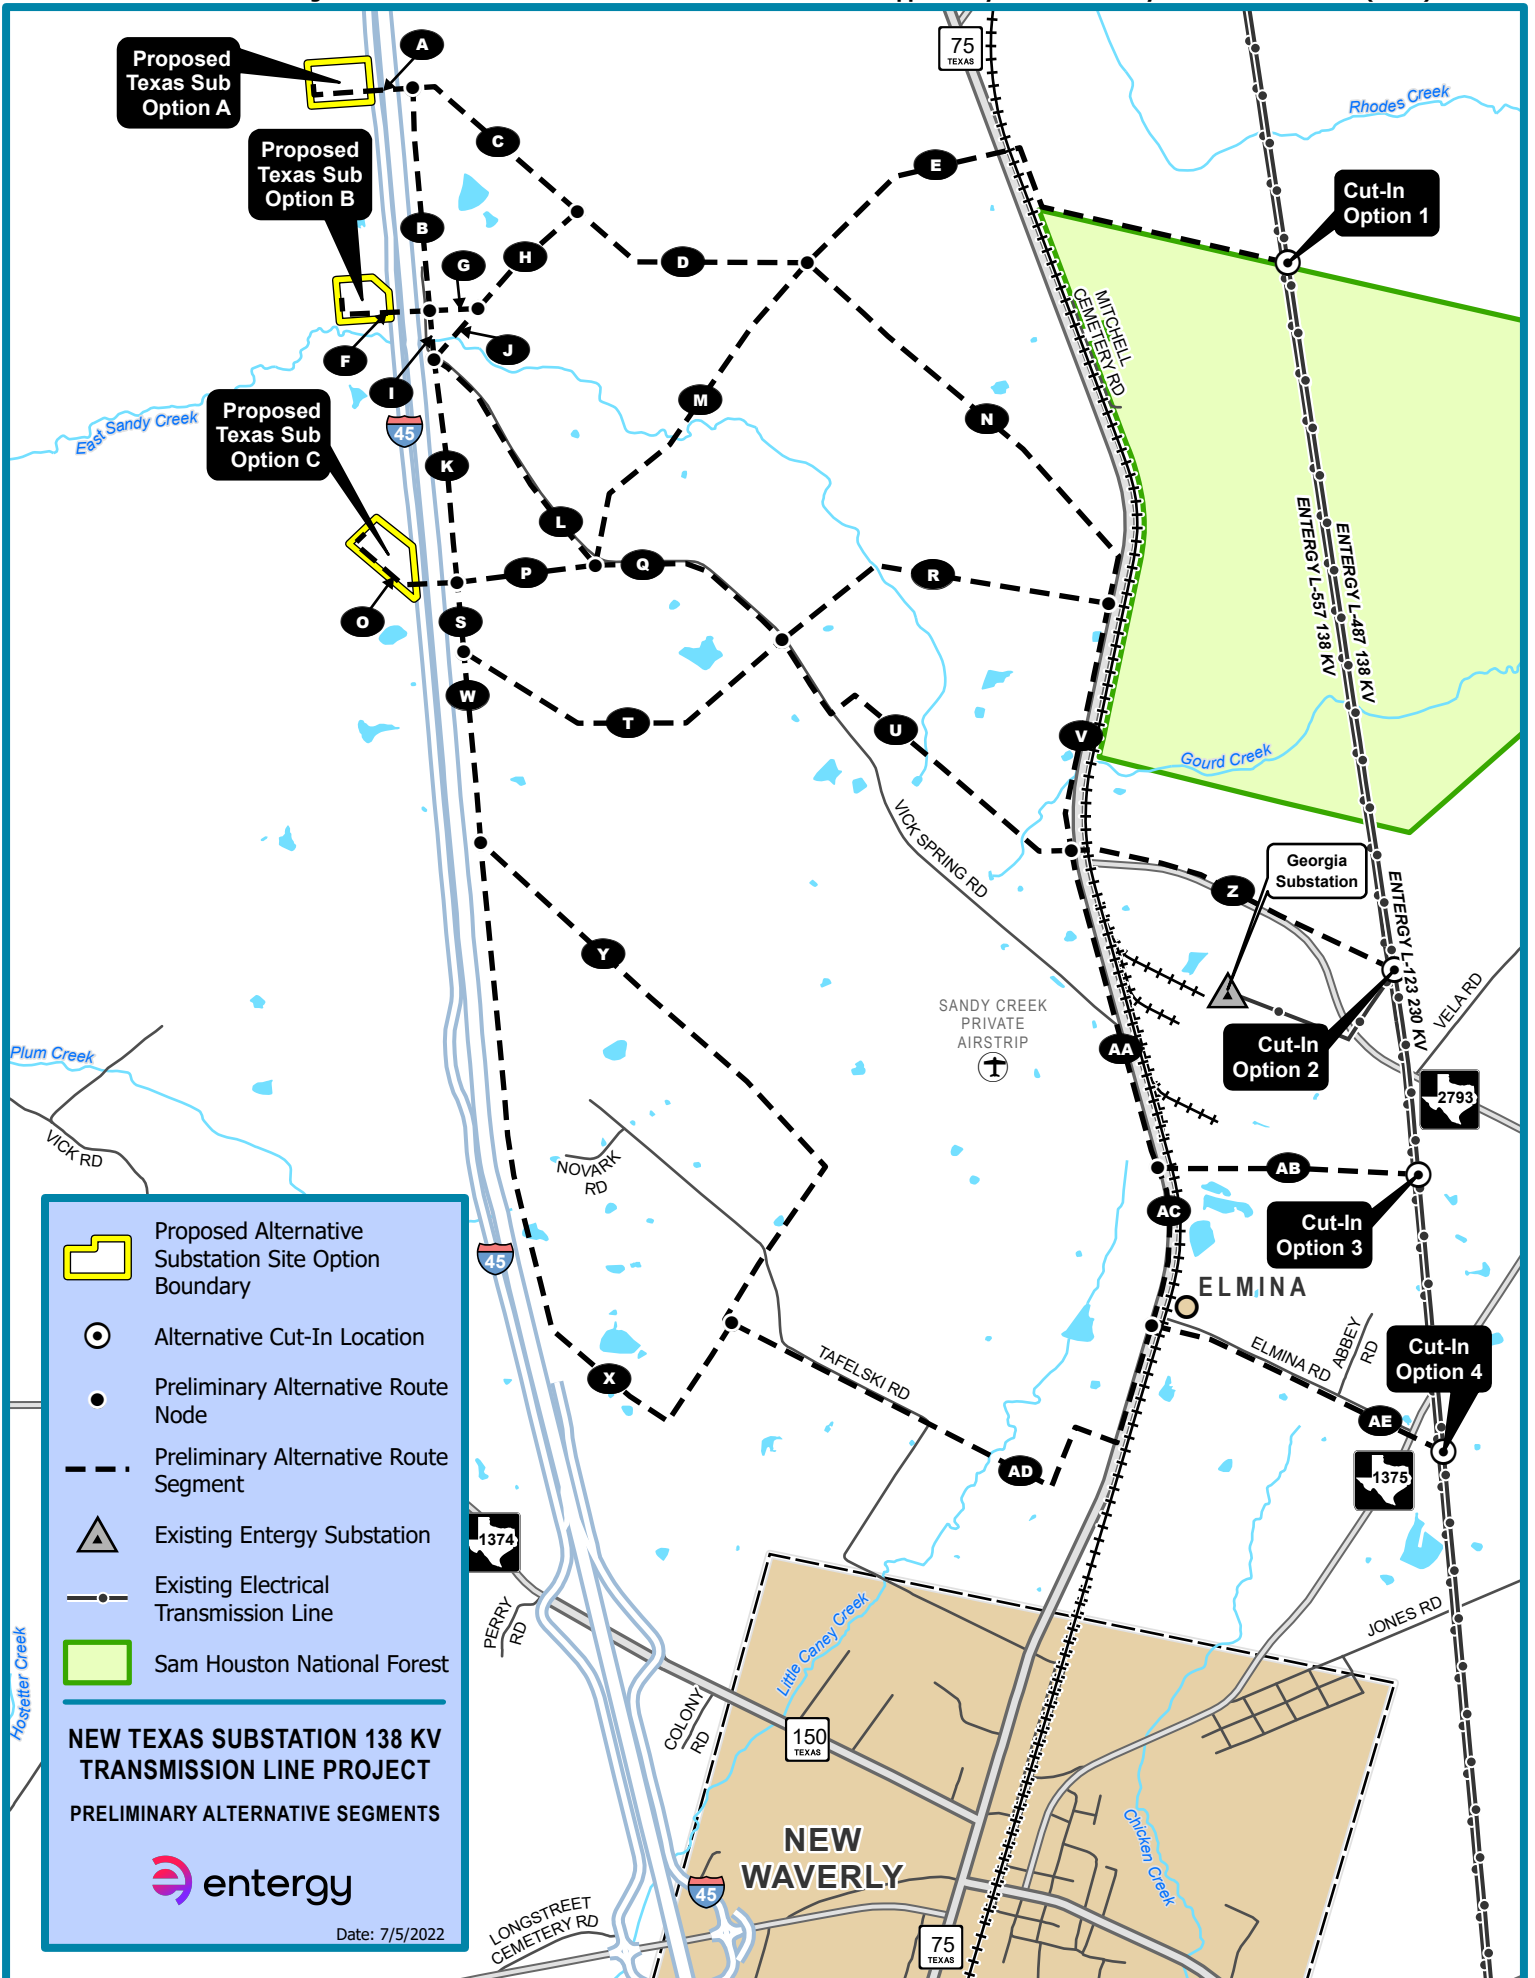 75
TEXAS
A
Proposed
Texas Sub
Option A
Rhodes Creek
C
Proposed
Texas Sub
Option B
E
Cut-In
Option 1
B
G
H
D
MITCHELL
CEMETERY RD
F
I
J
M
N
East Sandy Creek
45
Proposed
Texas Sub
Option C
K
L
ENTERGY L-487 138 KV
ENTERGY L-557 138 KV
P
Q
R
O
S
W
T
U
V
Gourd Creek
VICK SPRING RD
Georgia
Substation
Z
ENTERGY L-123 230 KV
Y
SANDY CREEK
PRIVATE
AIRSTRIP
VELA RD
Cut-In
Option 2
AA
Plum Creek
2793
VICK RD
NOVARK
RD
AB
AC
Cut-In
Option 3
45
ELMINA
ELMINA RD
ABBEY
RD
Cut-In
Option 4
TAFELSKI RD
X
AE
AD
1375
1374
PERRY
RD
JONES RD
Little Caney Creek
COLONY
RD
150
TEXAS
Hostetter Creek
NEW
WAVERLY
Chicken Creek
45
LONGSTREET
CEMETERY RD
75
TEXAS
Proposed Alternative
Substation Site Option
Boundary
Alternative Cut-In Location
Preliminary Alternative Route
Node
Preliminary Alternative Route
Segment
Existing Entergy Substation
Existing Electrical
Transmission Line
Sam Houston National Forest
NEW TEXAS SUBSTATION 138 KV
TRANSMISSION LINE PROJECT
PRELIMINARY ALTERNATIVE SEGMENTS
entergy
Date: 7/5/2022